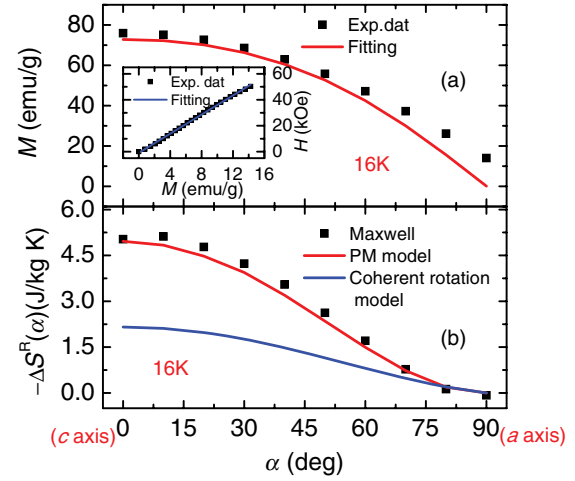 80
60
40
20
0
M (emu/g)
Exp.dat
Fitting
(a)
16K
Exp. dat
Fitting
60
40
20
0
H (kOe)
0 4 8 12 16
M (emu/g)
6.0
4.5
3.0
1.5
0.0
−ΔS^R(α)(J/kg K)
Maxwell
PM model
Coherent rotation
model
(b)
16K
0 15 30 45 60 75 90
(c axis)
(a axis)
α (deg)